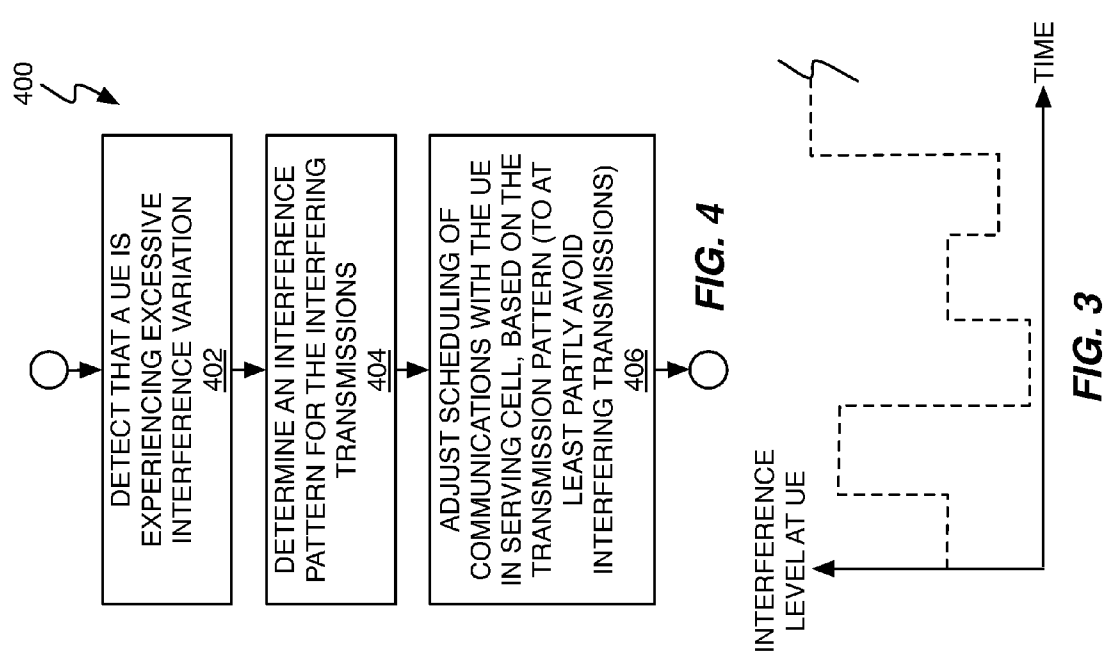 400
DETECT THAT A UE IS
EXPERIENCING EXCESSIVE
INTERFERENCE VARIATION
402
DETERMINE AN INTERFERENCE
PATTERN FOR THE INTERFERING
TRANSMISSIONS
404
ADJUST SCHEDULING OF
COMMUNICATIONS WITH THE UE
IN SERVING CELL, BASED ON THE
TRANSMISSION PATTERN (TO AT
LEAST PARTLY AVOID
INTERFERING TRANSMISSIONS)
406
FIG. 4
INTERFERENCE
LEVEL AT UE
TIME
FIG. 3